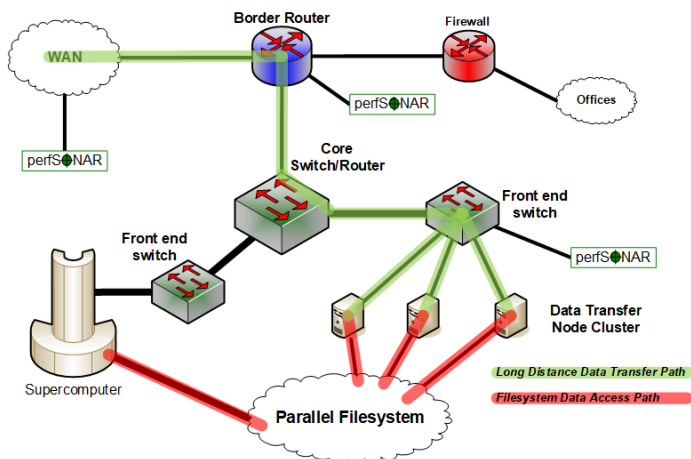 Border Router
Firewall
WAN
Offices
perfSONAR
perfSONAR
Core
Switch/Router
Front end
switch
Front end
switch
perfSONAR
Data Transfer
Node Cluster
Supercomputer
Parallel Filesystem
Long Distance Data Transfer Path
Filesystem Data Access Path